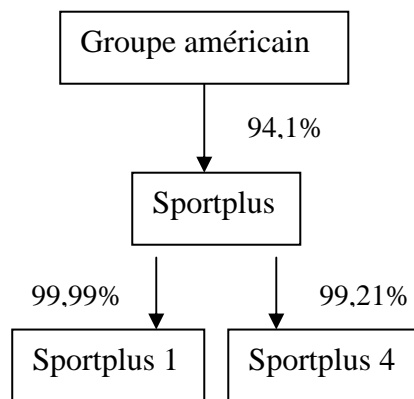 Groupe américain
94,1%
Sportplus
99,99%
99,21%
Sportplus 1
Sportplus 4